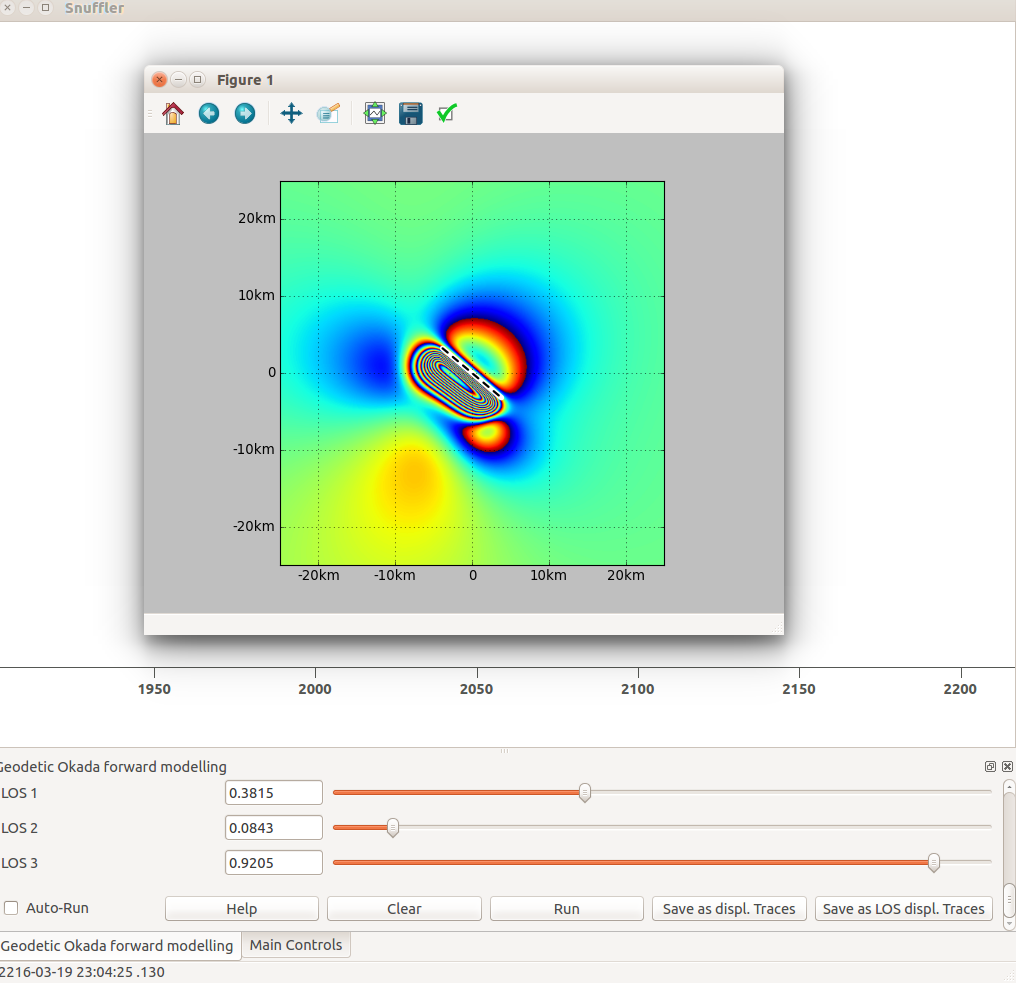 Snuffler
Figure 1
20km
10km
0
-10km
-20km
-20km -10km 0 10km 20km
1950 2000 2050 2100 2150 2200
Geodetic Okada forward modelling
LOS 1 0.3815
LOS 2 0.0843
LOS 3 0.9205
Auto-Run Help Clear Run Save as displ. Traces Save as LOS displ. Traces
Geodetic Okada forward modelling Main Controls
2216-03-19 23:04:25 .130